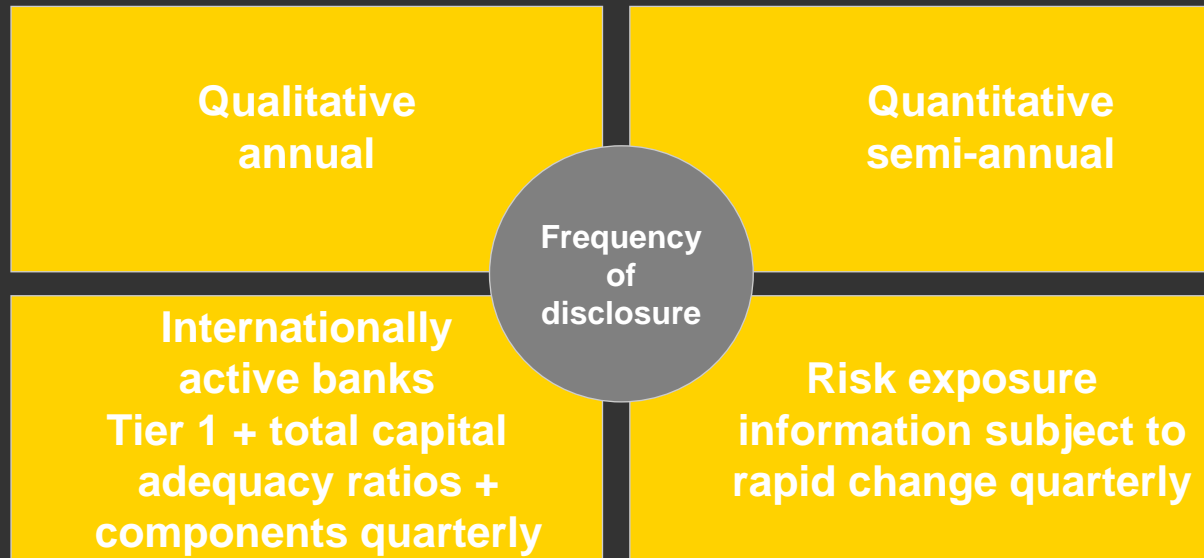 Qualitative
annual
Quantitative
semi-annual
Frequency
of
disclosure
Internationally
active banks
Tier 1 + total capital
adequacy ratios +
components quarterly
Risk exposure
information subject to
rapid change quarterly